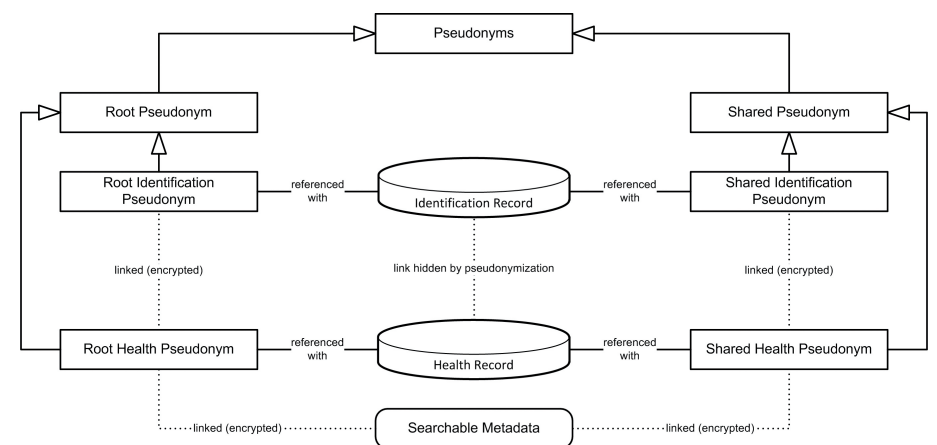 Pseudonyms
Root Pseudonym
Shared Pseudonym
Root Identification
Pseudonym
referenced
with
Identification Record
referenced
with
Shared Identification
Pseudonym
linked (encrypted)
link hidden by pseudonymization
linked (encrypted)
Root Health Pseudonym
referenced
with
Health Record
referenced
with
Shared Health Pseudonym
linked (encrypted)
Searchable Metadata
linked (encrypted)